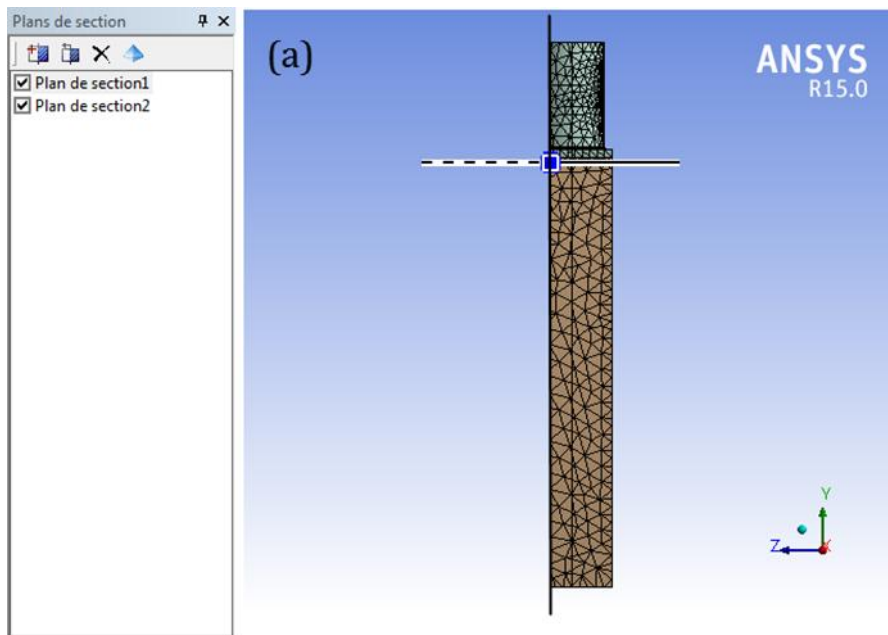 Plans de section
Plan de section1
Plan de section2
(a)
ANSYS
R15.0
Y
Z
X